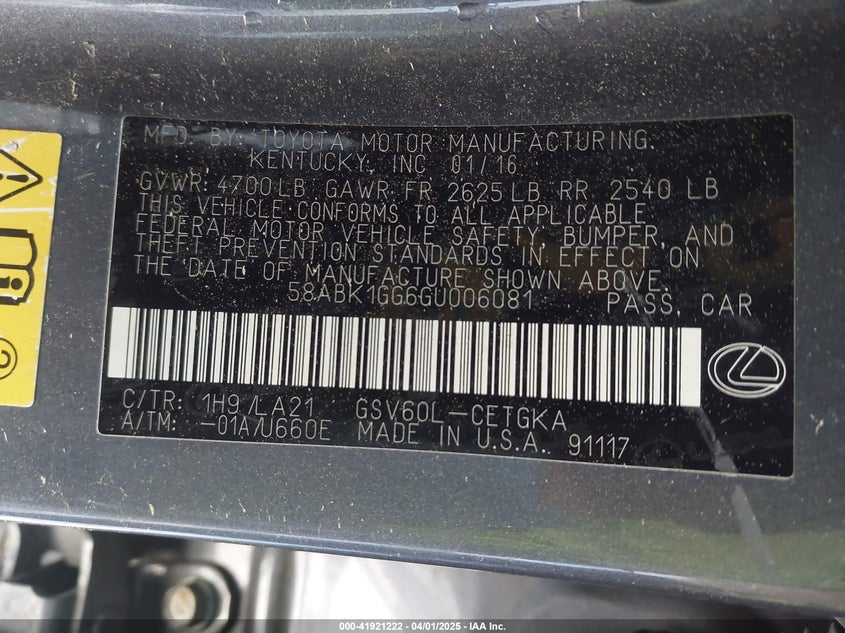 MFD. BY: TOYOTA MOTOR MANUFACTURING.
KENTUCKY, INC 01/16
GVWR: 4700 LB GAWR: FR 2625 LB RR 2540 LB
THIS VEHICLE CONFORMS TO ALL APPLICABLE
FEDERAL MOTOR VEHICLE SAFETY, BUMPER, AND
THEFT PREVENTION STANDARDS IN EFFECT ON
THE DATE OF MANUFACTURE SHOWN ABOVE.
58ABK1GG6GU006081 PASS. CAR
C/TR: 1H9/LA21 GSV60L-CETGKA
A/TM: -01A/U660E MADE IN U.S.A. 91117
000-41921222 | 04/01/2025 - © IAA Inc.